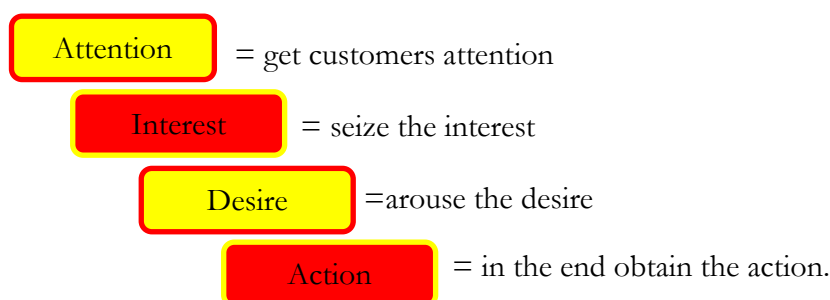 Attention = get customers attention
Interest = seize the interest
Desire =arouse the desire
Action = in the end obtain the action.